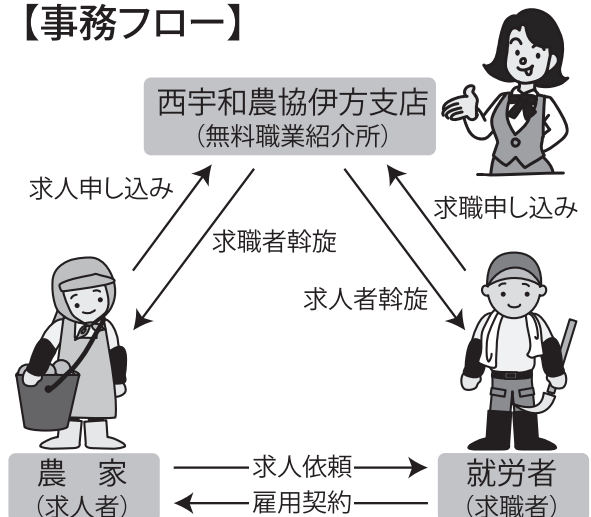 【事務フロー】
西宇和農協伊方支店
（無料職業紹介所）
求人申し込み
求職申し込み
求職者斡旋
求人者斡旋
農　家
（求人者）
求人依頼
雇用契約
就労者
（求職者）